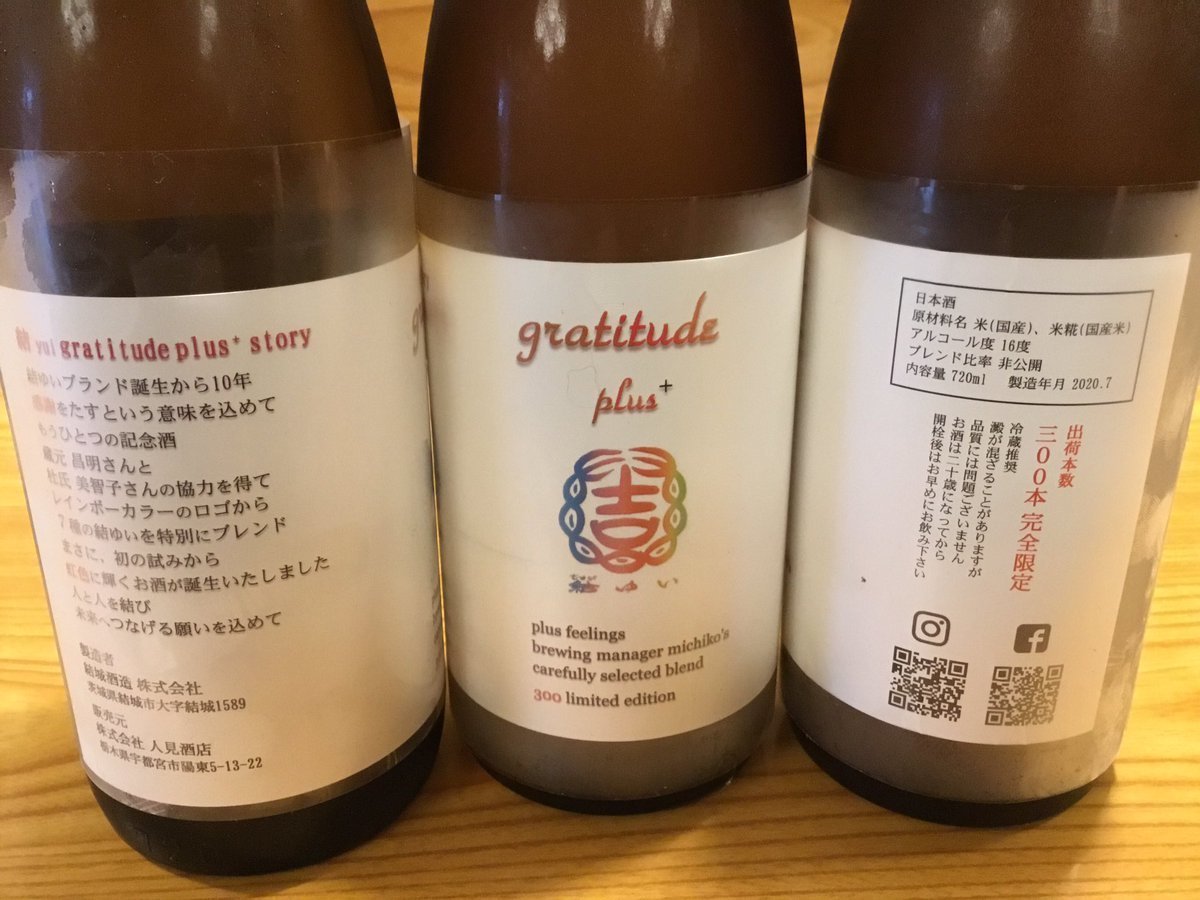 結 yui gratitude plus⁺ story
結ゆいブランド誕生から10年
感謝をたすという意味を込めて
もうひとつの記念酒
蔵元 昌明さんと
杜氏 美智子さんの協力を得て
レインボーカラーのロゴから
7種の結ゆいを特別にブレンド
まさに、初の試みから
虹色に輝くお酒が誕生いたしました
人と人を結び
未来へつなげる願いを込めて
製造者
結城酒造 株式会社
茨城県結城市大字結城1589
販売元
株式会社 人見酒店
栃木県宇都宮市陽東5-13-22
gratitude
plus⁺
吉
結ゆい
plus feelings
brewing manager michiko's
carefully selected blend
300 limited edition
日本酒
原材料名 米(国産)、米糀(国産米)
アルコール度 16度
ブレンド比率 非公開
内容量 720ml 製造年月 2020.7
出荷本数
三００本 完全限定
冷蔵推奨
澱が混ざることがありますが
品質には問題ございません
お酒は二十歳になってから
開栓後はお早めにお飲み下さい